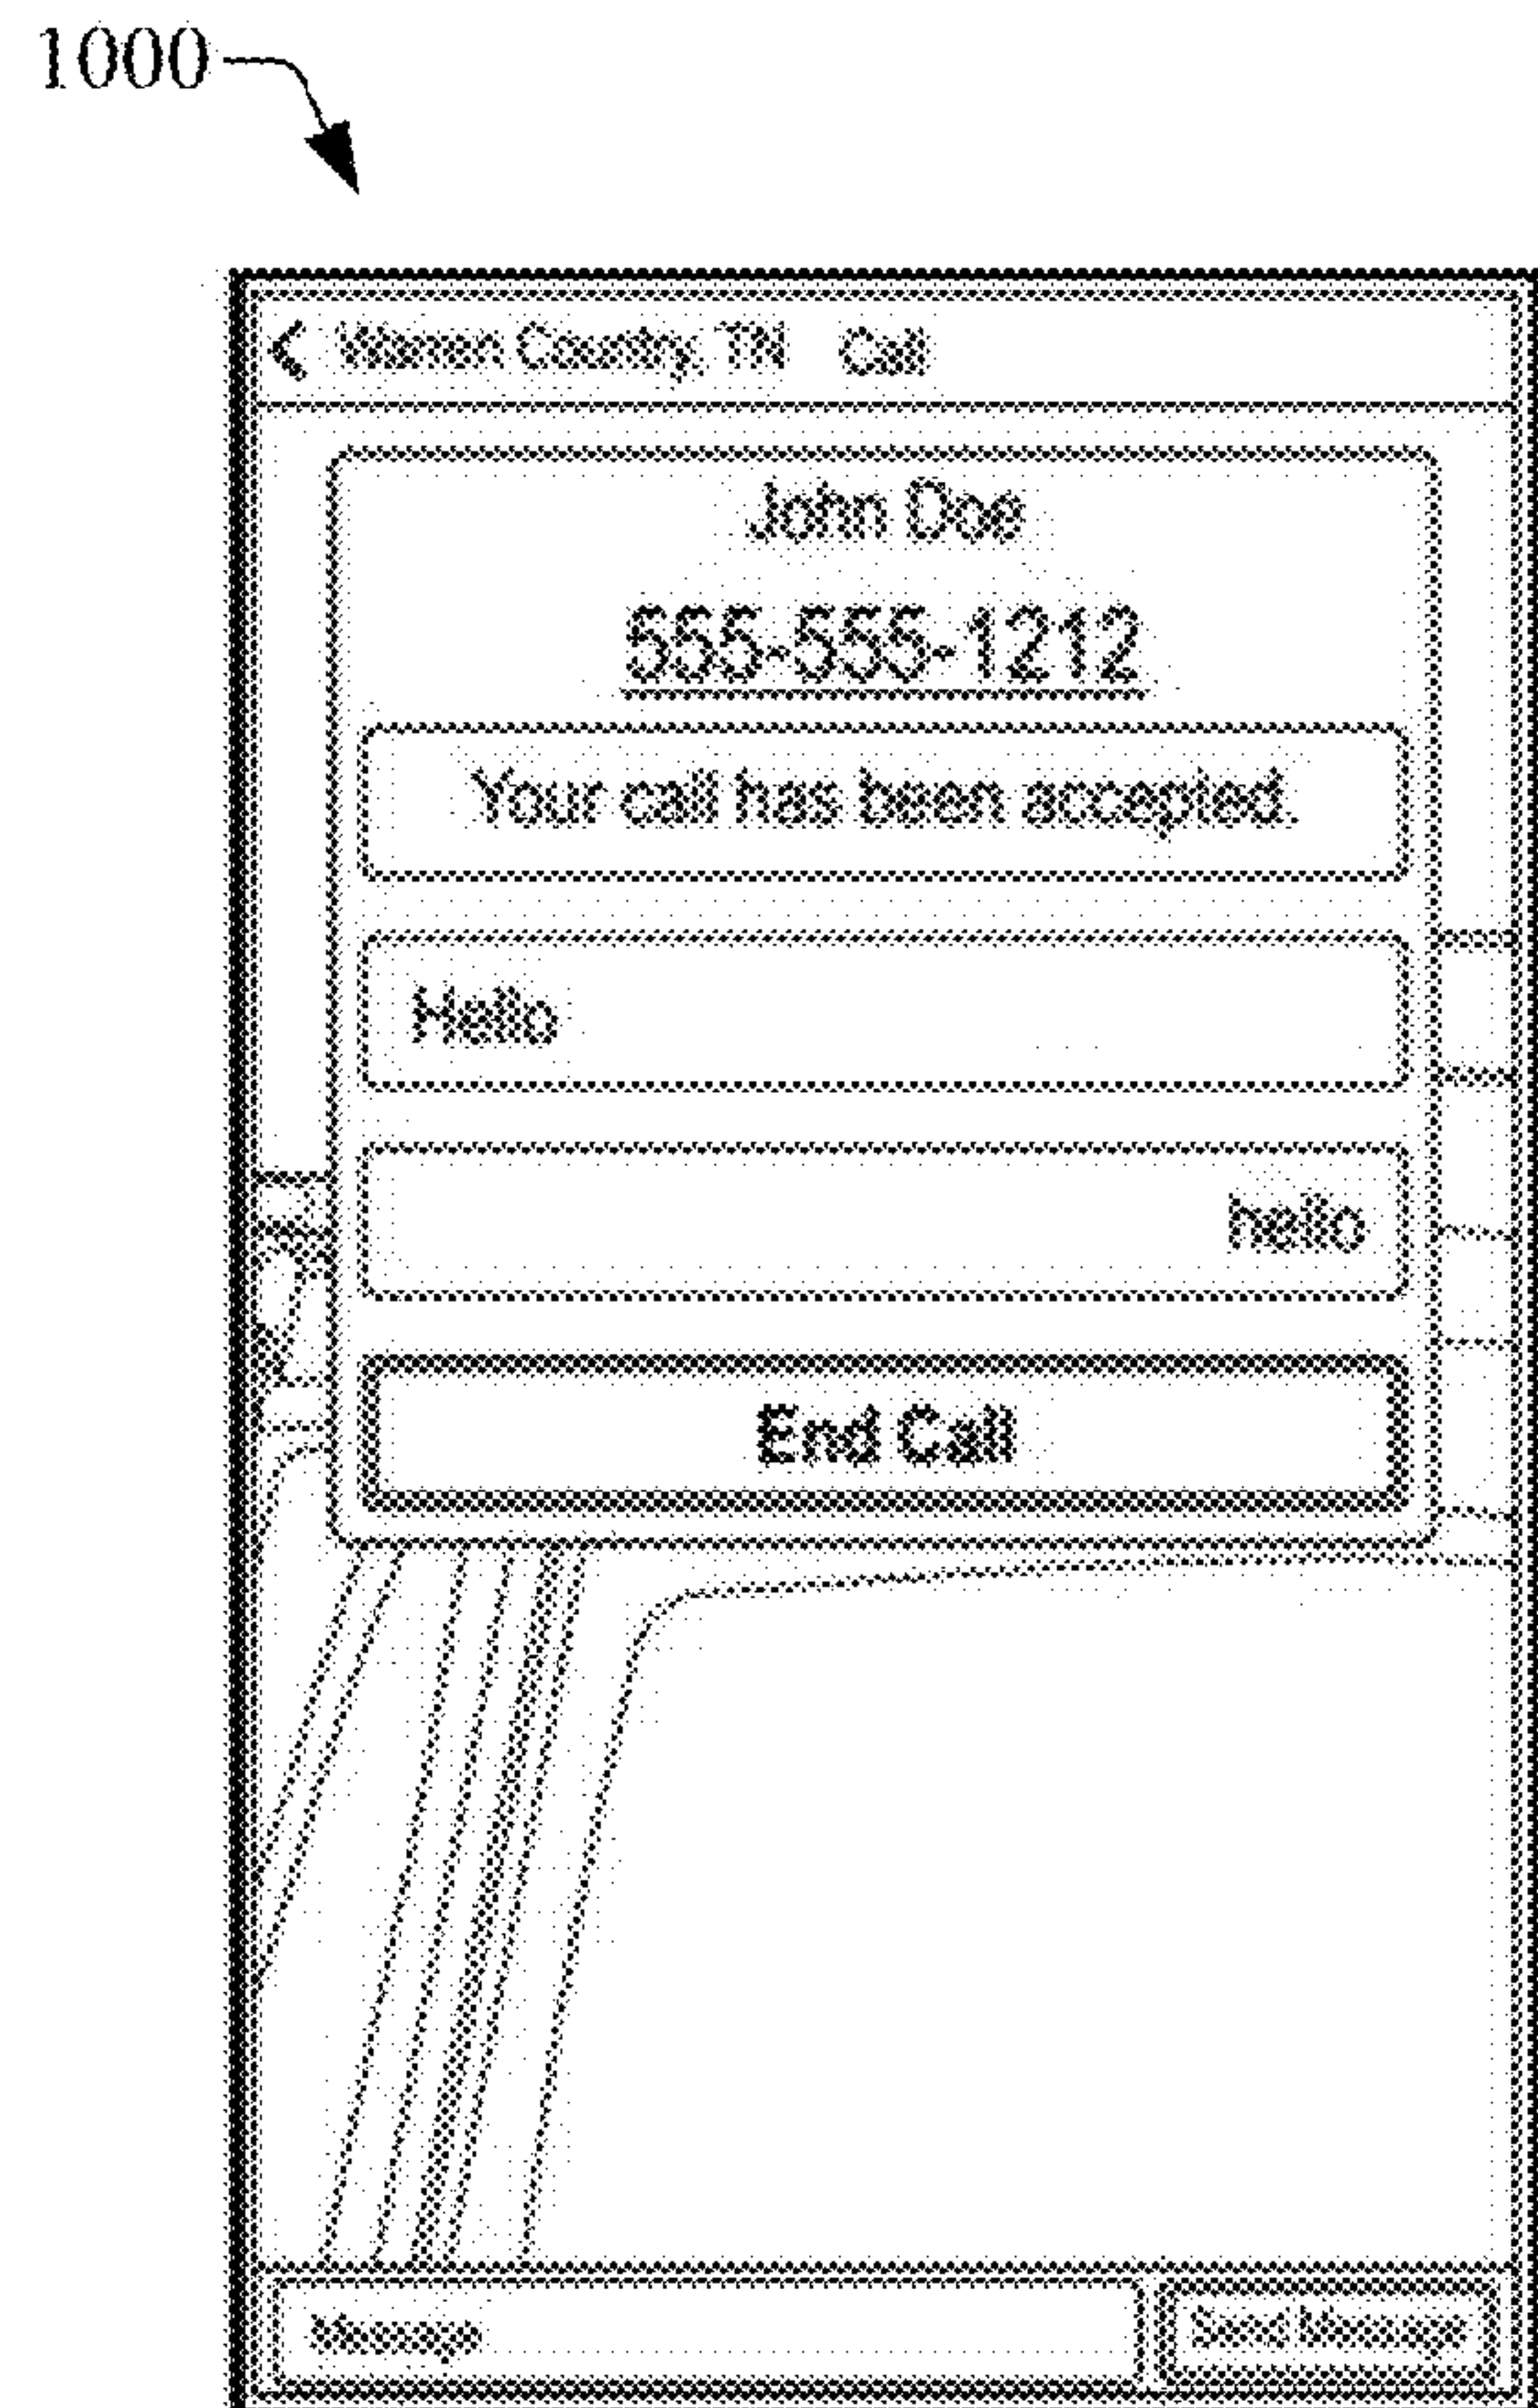 1000
< Warren Country, TN Call
John Doe
555-555-1212
Your call has been accepted.
Hello
hello
End Call
Message
Send Message